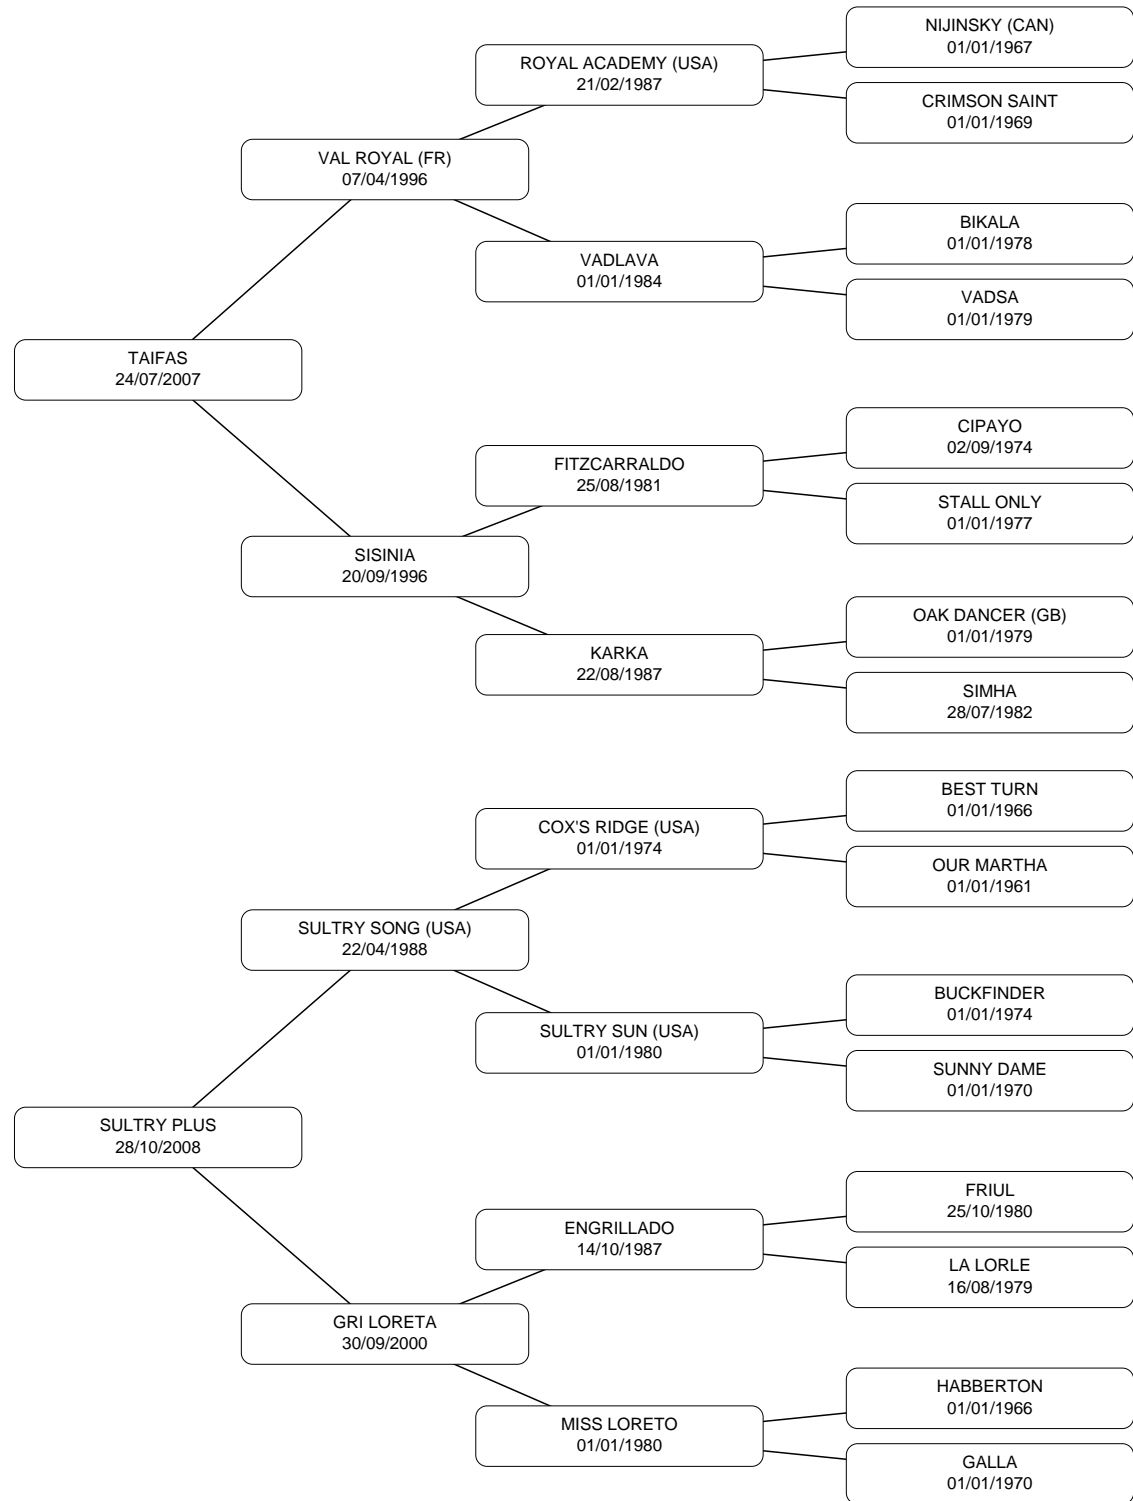 NIJINSKY (CAN)
01/01/1967
ROYAL ACADEMY (USA)
21/02/1987
CRIMSON SAINT
01/01/1969
VAL ROYAL (FR)
07/04/1996
BIKALA
01/01/1978
VADLAVA
01/01/1984
VADSA
01/01/1979
TAIFAS
24/07/2007
CIPAYO
02/09/1974
FITZCARRALDO
25/08/1981
STALL ONLY
01/01/1977
SISINIA
20/09/1996
OAK DANCER (GB)
01/01/1979
KARKA
22/08/1987
SIMHA
28/07/1982
BEST TURN
01/01/1966
COX'S RIDGE (USA)
01/01/1974
OUR MARTHA
01/01/1961
SULTRY SONG (USA)
22/04/1988
BUCKFINDER
01/01/1974
SULTRY SUN (USA)
01/01/1980
SUNNY DAME
01/01/1970
SULTRY PLUS
28/10/2008
FRIUL
25/10/1980
ENGRILLADO
14/10/1987
LA LORLE
16/08/1979
GRI LORETA
30/09/2000
HABBERTON
01/01/1966
MISS LORETO
01/01/1980
GALLA
01/01/1970